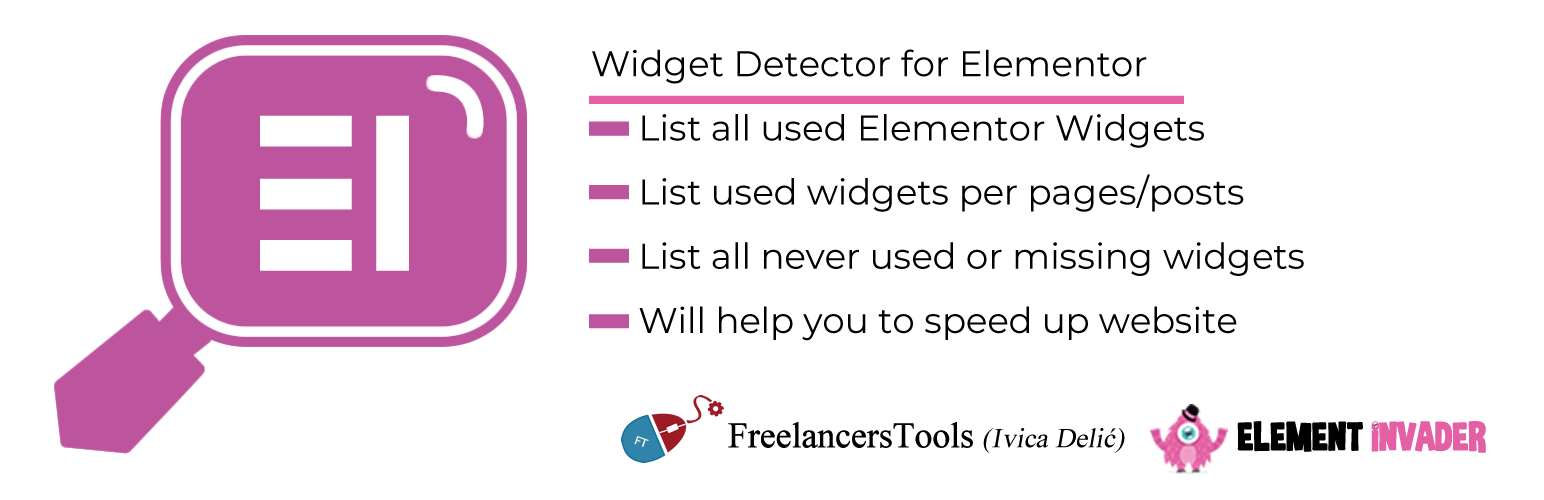 EI
Widget Detector for Elementor
List all used Elementor Widgets
List used widgets per pages/posts
List all never used or missing widgets
Will help you to speed up website
FT
FreelancersTools (Ivica Delić)
ELEMENT iNVADER